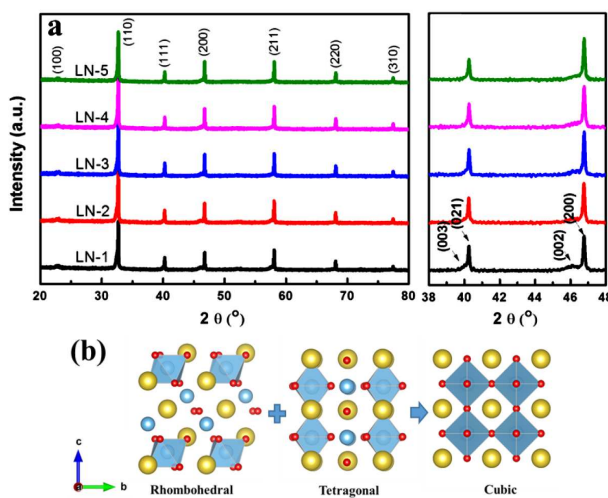 a
Intensity (a.u.)
(100)
(110)
(111)
(200)
(211)
(220)
(310)
LN-5
LN-4
LN-3
LN-2
LN-1
20 30 40 50 60 70 80
2 θ (°)
(003)
(021)
(002)
(200)
38 40 42 44 46 48
2 θ (°)
(b)
c
b
Rhombohedral
Tetragonal
Cubic